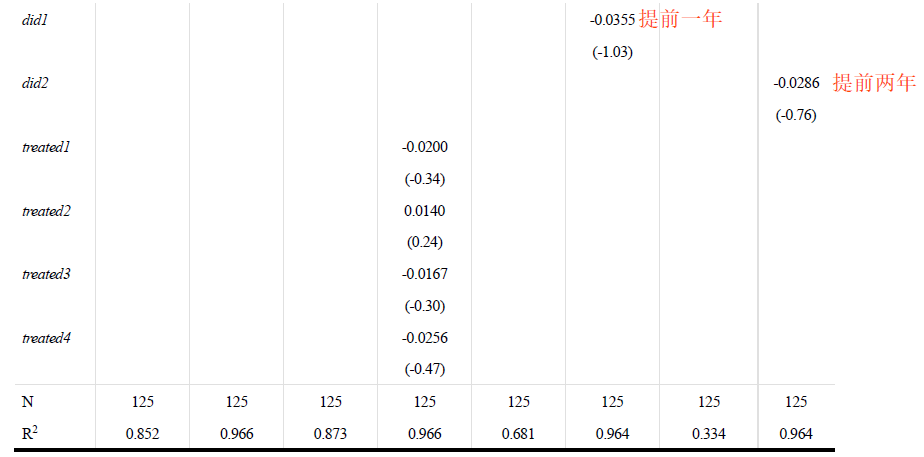 did1 -0.0355 提前一年
(-1.03)
did2 -0.0286 提前两年
(-0.76)
treated1 -0.0200
(-0.34)
treated2 0.0140
(0.24)
treated3 -0.0167
(-0.30)
treated4 -0.0256
(-0.47)
N 125 125 125 125 125 125 125 125
R² 0.852 0.966 0.873 0.966 0.681 0.964 0.334 0.964